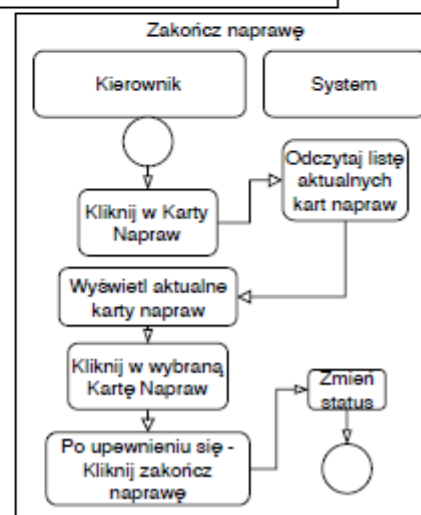 Zakończ naprawę
Kierownik
System
Kliknij w Karty
Napraw
Odczytaj listę
aktualnych
kart napraw
Wyświetl aktualne
karty napraw
Kliknij w wybraną
Kartę Napraw
Po upewnieniu się -
Kliknij zakończ
naprawę
Zmień
status